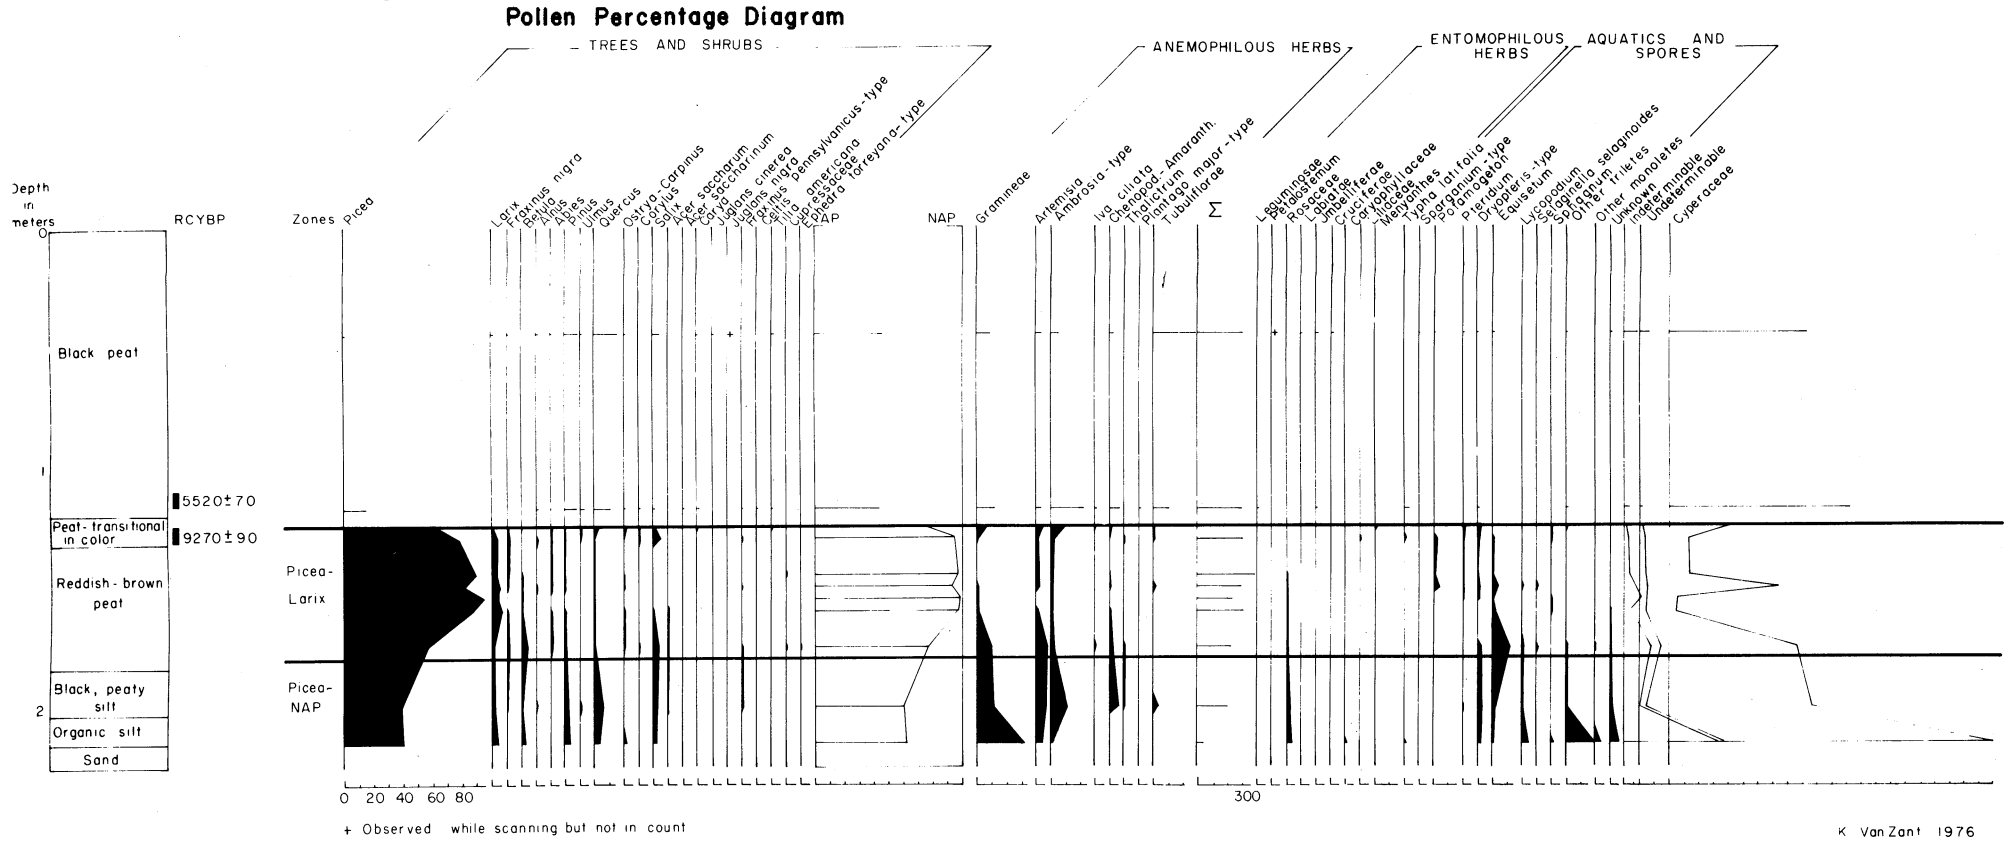 Pollen Percentage Diagram
TREES AND SHRUBS
ANEMOPHILOUS HERBS
ENTOMOPHILOUS HERBS
AQUATICS AND SPORES
Depth in meters
RCYBP
Zones
Picea
Larix
Fraxinus nigra
Betula
Alnus
Abies
Pinus
Ulmus
Quercus
Ostrya-Carpinus
Corylus
Salix
Acer saccharum
Acer saccharinum
Carya
Juglans cinerea
Juglans nigra
Fraxinus pennsylvanicus-type
Celtis
Tilia americana
Cupressaceae
Ephedra torreyana-type
AP
NAP
Gramineae
Artemisia
Ambrosia-type
Iva ciliata
Chenopod.-Amaranth.
Thalictrum
Plantago major-type
Tubuliflorae
Σ
Leguminosae
Petalostemum
Rosaceae
Labiatae
Umbelliferae
Cruciferae
Caryophyllaceae
Liliaceae
Menyanthes
Typha latifolia
Sparganium-type
Potamogeton
Pteridium
Dryopteris-type
Equisetum
Lycopodium
Selaginella selaginoides
Sphagnum
Other triletes
Other monoletes
Unknown
Indeterminable
Undeterminable
Cyperaceae
0
Black peat
1
5520±70
Peat-transitional in color
9270±90
Reddish-brown peat
Picea-
Larix
Black, peaty silt
Picea-
NAP
2
Organic silt
Sand
0 20 40 60 80
300
+ Observed while scanning but not in count
K VanZant 1976